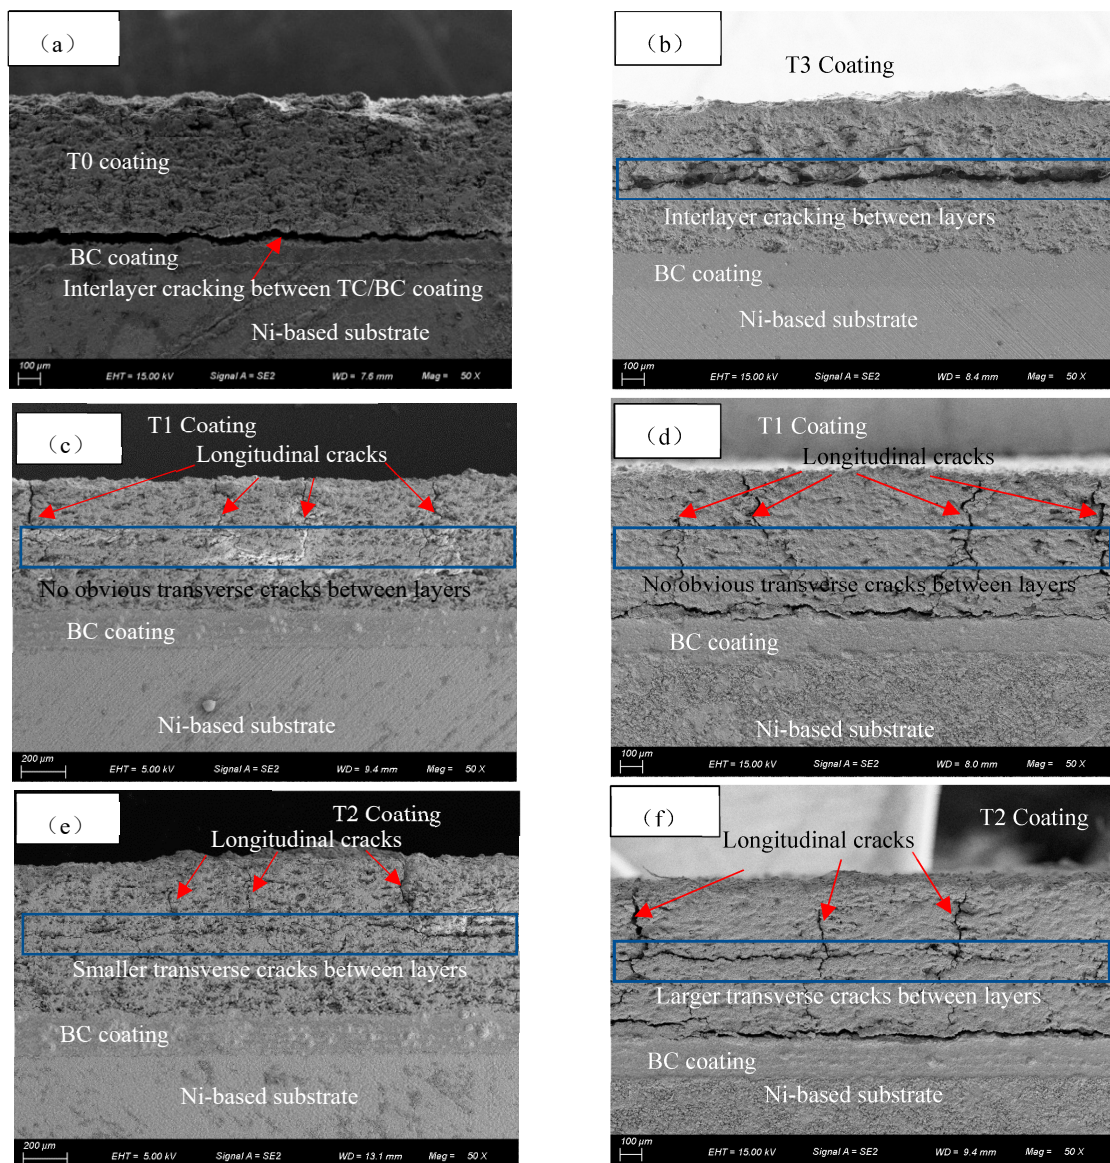 （a）
T0 coating
BC coating
Interlayer cracking between TC/BC coating
Ni-based substrate
100 µm
EHT = 15.00 kV Signal A = SE2 WD = 7.6 mm Mag = 50 X
（b）
T3 Coating
Interlayer cracking between layers
BC coating
Ni-based substrate
100 µm
EHT = 15.00 kV Signal A = SE2 WD = 8.4 mm Mag = 50 X
（c）
T1 Coating
Longitudinal cracks
No obvious transverse cracks between layers
BC coating
Ni-based substrate
200 µm
EHT = 5.00 kV Signal A = SE2 WD = 9.4 mm Mag = 50 X
（d）
T1 Coating
Longitudinal cracks
No obvious transverse cracks between layers
BC coating
Ni-based substrate
100 µm
EHT = 15.00 kV Signal A = SE2 WD = 8.0 mm Mag = 50 X
（e）
T2 Coating
Longitudinal cracks
Smaller transverse cracks between layers
BC coating
Ni-based substrate
200 µm
EHT = 5.00 kV Signal A = SE2 WD = 13.1 mm Mag = 50 X
（f）
T2 Coating
Longitudinal cracks
Larger transverse cracks between layers
BC coating
Ni-based substrate
100 µm
EHT = 15.00 kV Signal A = SE2 WD = 9.4 mm Mag = 50 X